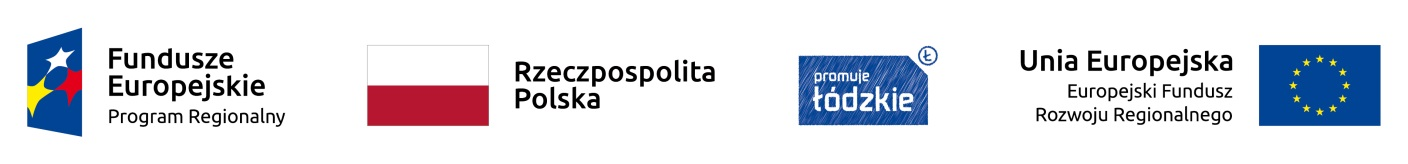 Fundusze
Europejskie
Program Regionalny
Rzeczpospolita
Polska
promuje
łódzkie
Ł
Unia Europejska
Europejski Fundusz
Rozwoju Regionalnego